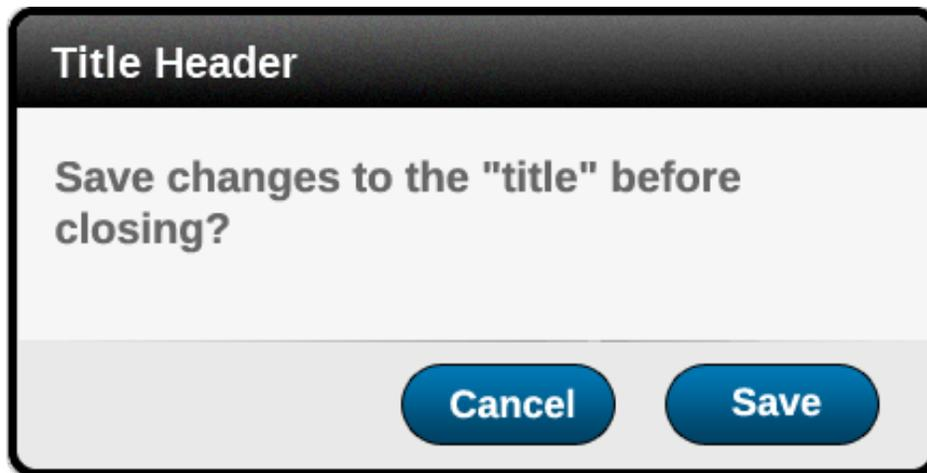 Title Header
Save changes to the "title" before
closing?
Cancel Save